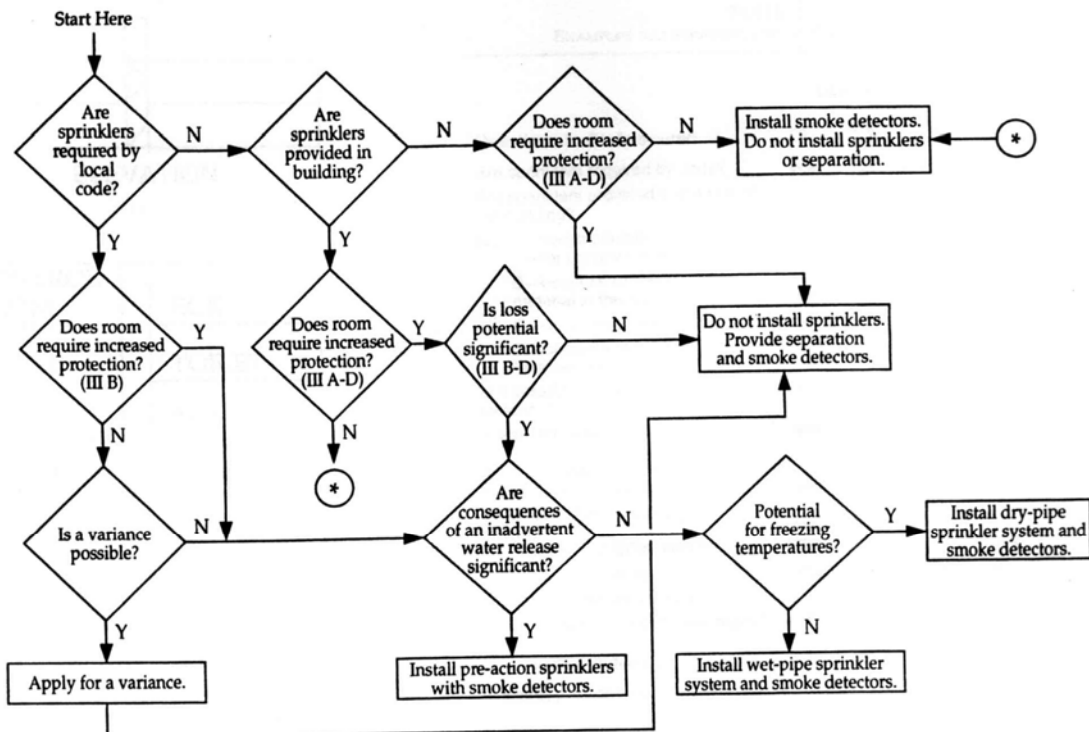 Start Here
Are
sprinklers
required by
local
code?
N
Are
sprinklers
provided in
building?
N
Does room
require increased
protection?
(III A-D)
N
Install smoke detectors.
Do not install sprinklers
or separation.
*
Y
Y
Y
Does room
require increased
protection?
(III B)
Y
Does room
require increased
protection?
(III A-D)
Y
Is loss
potential
significant?
(III B-D)
N
Do not install sprinklers.
Provide separation
and smoke detectors.
N
N
*
Y
Is a variance
possible?
N
Are
consequences
of an inadvertent
water release
significant?
N
Potential
for freezing
temperatures?
Y
Install dry-pipe
sprinkler system and
smoke detectors.
Y
Y
N
Apply for a variance.
Install pre-action sprinklers
with smoke detectors.
Install wet-pipe sprinkler
system and smoke detectors.